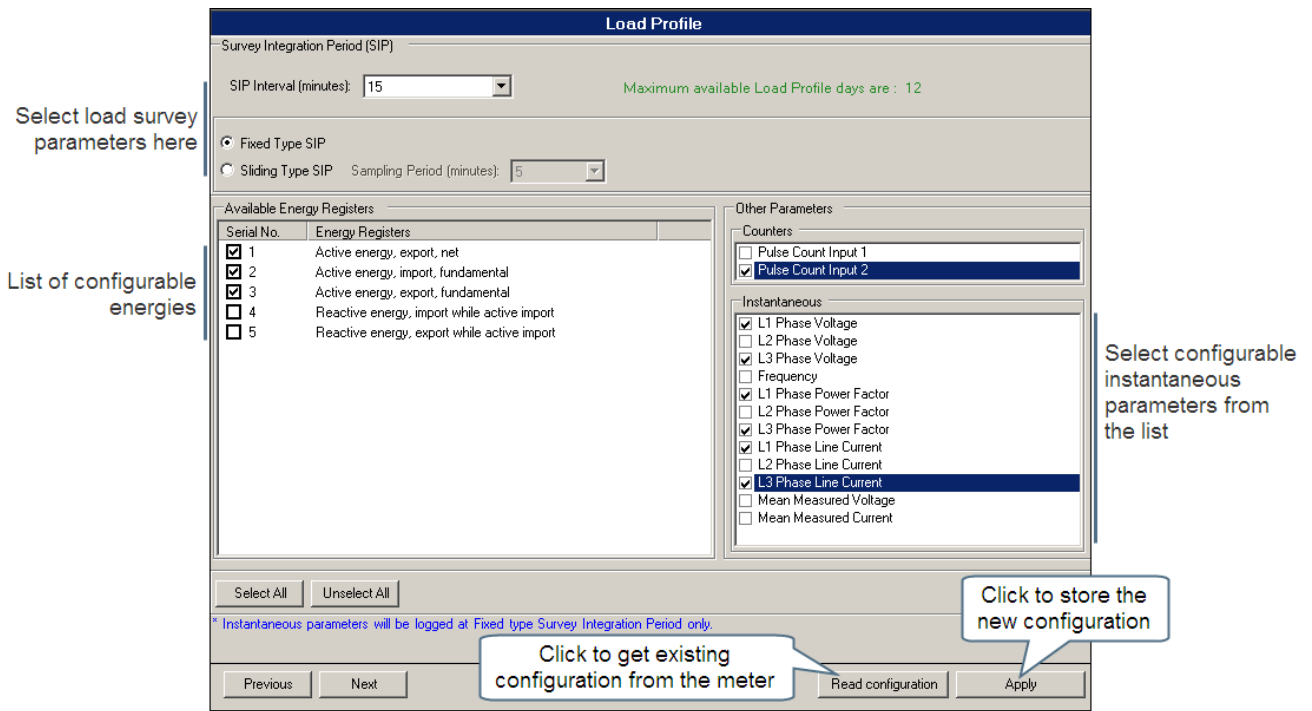 Load Profile
Survey Integration Period (SIP)
SIP Interval (minutes): 15
Maximum available Load Profile days are : 12
Select load survey
parameters here
Fixed Type SIP
Sliding Type SIP Sampling Period (minutes): 5
Available Energy Registers
Serial No. Energy Registers
1 Active energy, export, net
2 Active energy, import, fundamental
3 Active energy, export, fundamental
4 Reactive energy, import while active import
5 Reactive energy, export while active import
List of configurable
energies
Other Parameters
Counters
Pulse Count Input 1
Pulse Count Input 2
Instantaneous
L1 Phase Voltage
L2 Phase Voltage
L3 Phase Voltage
Frequency
L1 Phase Power Factor
L2 Phase Power Factor
L3 Phase Power Factor
L1 Phase Line Current
L2 Phase Line Current
L3 Phase Line Current
Mean Measured Voltage
Mean Measured Current
Select configurable
instantaneous
parameters from
the list
Select All Unselect All
Click to store the
new configuration
* Instantaneous parameters will be logged at Fixed type Survey Integration Period only.
Click to get existing
configuration from the meter
Previous Next Read configuration Apply